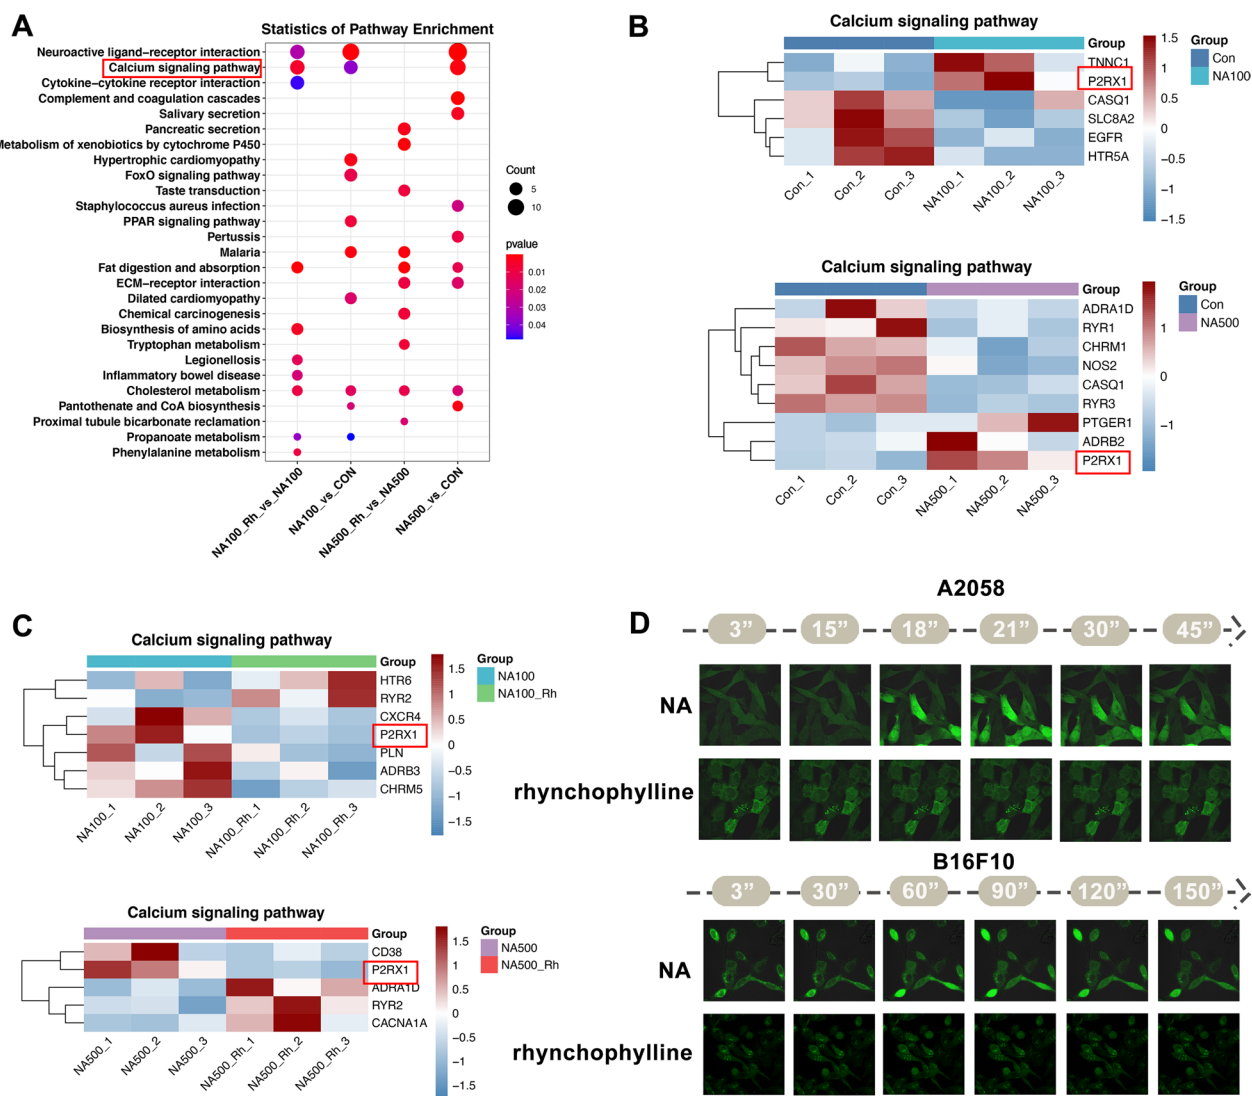 A
Statistics of Pathway Enrichment
Neuroactive ligand−receptor interaction
Calcium signaling pathway
Cytokine−cytokine receptor interaction
Complement and coagulation cascades
Salivary secretion
Pancreatic secretion
Metabolism of xenobiotics by cytochrome P450
Hypertrophic cardiomyopathy
FoxO signaling pathway
Taste transduction
Staphylococcus aureus infection
PPAR signaling pathway
Pertussis
Malaria
Fat digestion and absorption
ECM−receptor interaction
Dilated cardiomyopathy
Chemical carcinogenesis
Biosynthesis of amino acids
Tryptophan metabolism
Legionellosis
Inflammatory bowel disease
Cholesterol metabolism
Pantothenate and CoA biosynthesis
Proximal tubule bicarbonate reclamation
Propanoate metabolism
Phenylalanine metabolism
NA100_Rh_vs_NA100
NA100_vs_CON
NA500_Rh_vs_NA500
NA500_vs_CON
Count
5
10
pvalue
0.01
0.02
0.03
0.04
B
Calcium signaling pathway
Group
TNNC1
P2RX1
CASQ1
SLC8A2
EGFR
HTR5A
Con_1
Con_2
Con_3
NA100_1
NA100_2
NA100_3
1.5
1
0.5
0
−0.5
−1
−1.5
Group
Con
NA100
Calcium signaling pathway
Group
ADRA1D
RYR1
CHRM1
NOS2
CASQ1
RYR3
PTGER1
ADRB2
P2RX1
Con_1
Con_2
Con_3
NA500_1
NA500_2
NA500_3
1
0
−1
Group
Con
NA500
C
Calcium signaling pathway
Group
HTR6
RYR2
CXCR4
P2RX1
PLN
ADRB3
CHRM5
NA100_1
NA100_2
NA100_3
NA100_Rh_1
NA100_Rh_2
NA100_Rh_3
1.5
1
0.5
0
−0.5
−1
−1.5
Group
NA100
NA100_Rh
Calcium signaling pathway
Group
CD38
P2RX1
ADRA1D
RYR2
CACNA1A
NA500_1
NA500_2
NA500_3
NA500_Rh_1
NA500_Rh_2
NA500_Rh_3
1.5
1
0.5
0
−0.5
−1
−1.5
Group
NA500
NA500_Rh
D
A2058
3” 15” 18” 21” 30” 45”
NA
rhynchophylline
B16F10
3” 30” 60” 90” 120” 150”
NA
rhynchophylline